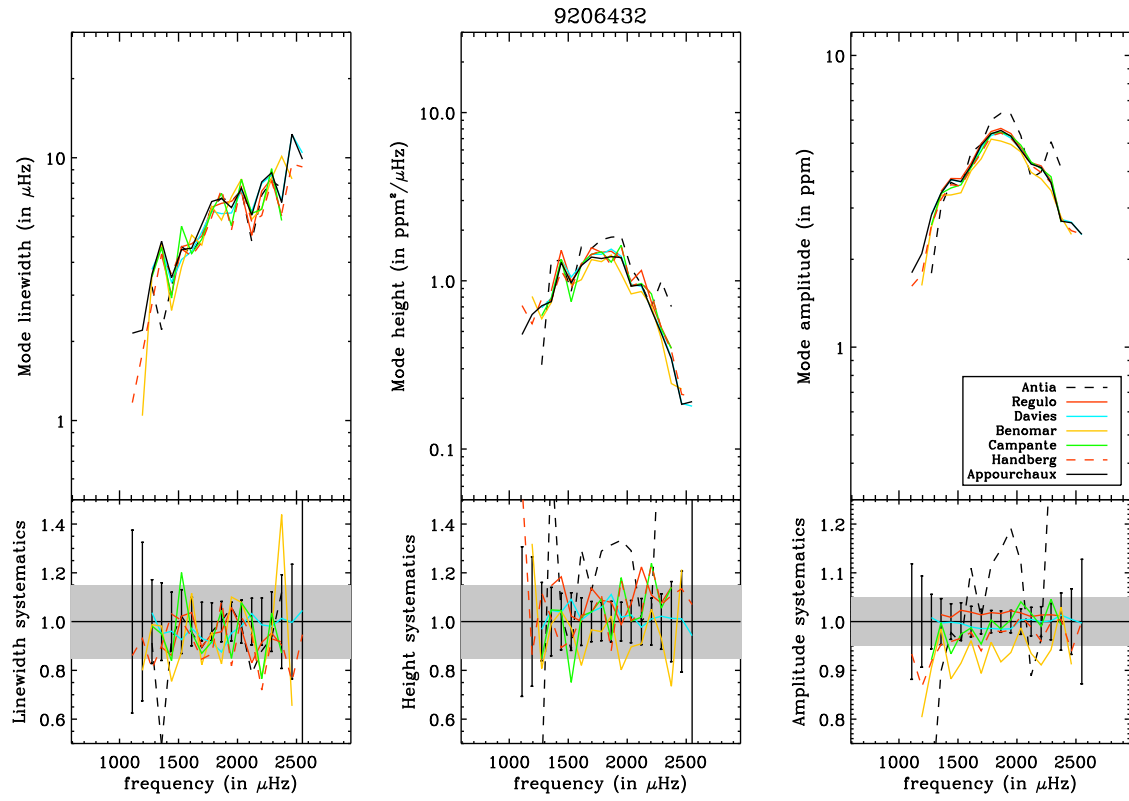 9206432
Mode linewidth (in μHz)
10
1
Mode height (in ppm²/μHz)
10.0
1.0
0.1
Mode amplitude (in ppm)
10
1
Antia
Regulo
Davies
Benomar
Campante
Handberg
Appourchaux
Linewidth systematics
1.4
1.2
1.0
0.8
0.6
1000 1500 2000 2500
frequency (in μHz)
Height systematics
1.4
1.2
1.0
0.8
0.6
1000 1500 2000 2500
frequency (in μHz)
Amplitude systematics
1.2
1.1
1.0
0.9
0.8
1000 1500 2000 2500
frequency (in μHz)